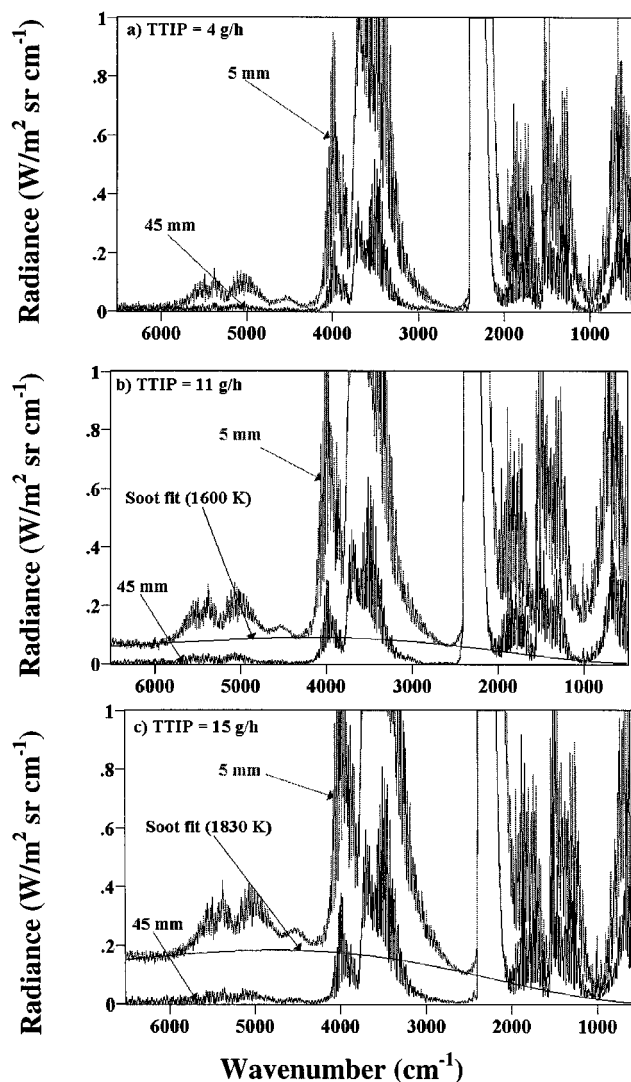 Radiance (W/m² sr cm⁻¹)
1
.8
.6
.4
.2
0
a) TTIP = 4 g/h
5 mm
45 mm
6000 5000 4000 3000 2000 1000
Radiance (W/m² sr cm⁻¹)
1
.8
.6
.4
.2
0
b) TTIP = 11 g/h
5 mm
Soot fit (1600 K)
45 mm
6000 5000 4000 3000 2000 1000
Radiance (W/m² sr cm⁻¹)
1
.8
.6
.4
.2
0
c) TTIP = 15 g/h
5 mm
Soot fit (1830 K)
45 mm
6000 5000 4000 3000 2000 1000
Wavenumber (cm⁻¹)